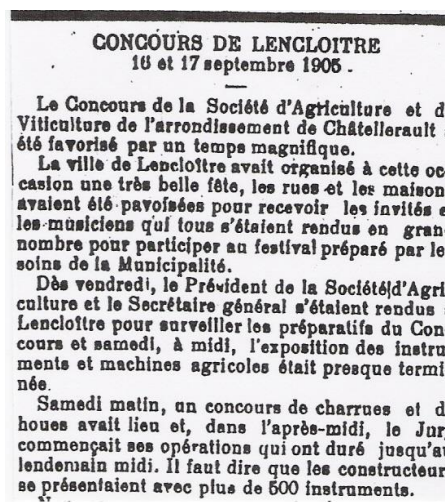 CONCOURS DE LENCLOITRE
16 et 17 septembre 1905 -
Le Concours de la Société d'Agriculture et d
Viticulture de l'arrondissement de Châtellerault
été favorisé par un temps magnifique.
La ville de Lencloître avait organisé à cette oc
casion une très belle fête, les rues et les maison
avaient été pavoisées pour recevoir les invités e
les musiciens qui tous s'étaient rendus en gran
nombre pour participer au festival préparé par le
soins de la Municipalité.
Dès vendredi, le Président de la Société d'Agri
culture et le Secrétaire général s'étaient rendus
Lencloître pour surveiller les préparatifs du Con
cours et samedi, à midi, l'exposition des instru
ments et machines agricoles était presque termi
née.
Samedi matin, un concours de charrues et d
houes avait lieu et, dans l'après-midi, le Jur
commençait ses opérations qui ont duré jusqu'au
lendemain midi. Il faut dire que les constructeur
se présentaient avec plus de 500 instruments.